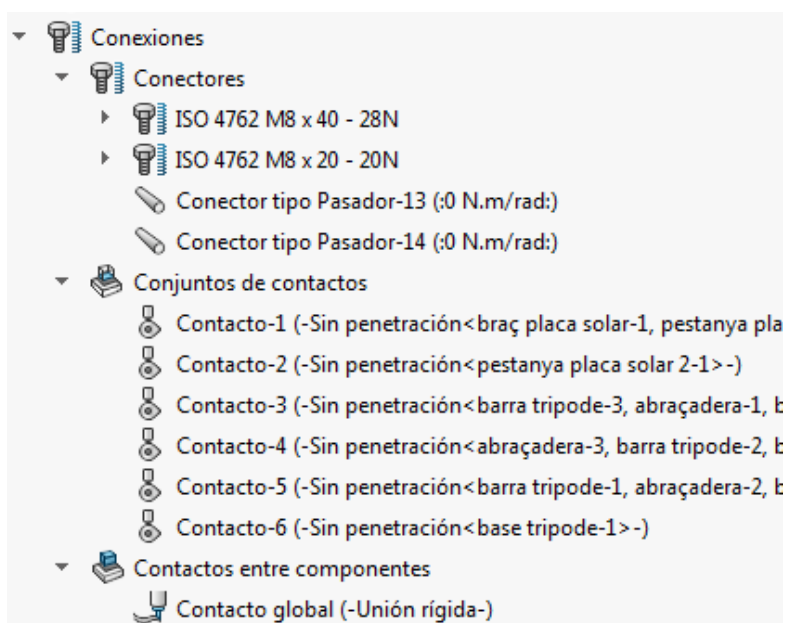 Conexiones
Conectores
ISO 4762 M8 x 40 - 28N
ISO 4762 M8 x 20 - 20N
Conector tipo Pasador-13 (:0 N.m/rad:)
Conector tipo Pasador-14 (:0 N.m/rad:)
Conjuntos de contactos
Contacto-1 (-Sin penetración<braç placa solar-1, pestanya pla
Contacto-2 (-Sin penetración<pestanya placa solar 2-1>-)
Contacto-3 (-Sin penetración<barra tripode-3, abraçadera-1, b
Contacto-4 (-Sin penetración<abraçadera-3, barra tripode-2, b
Contacto-5 (-Sin penetración<barra tripode-1, abraçadera-2, b
Contacto-6 (-Sin penetración<base tripode-1>-)
Contactos entre componentes
Contacto global (-Unión rígida-)